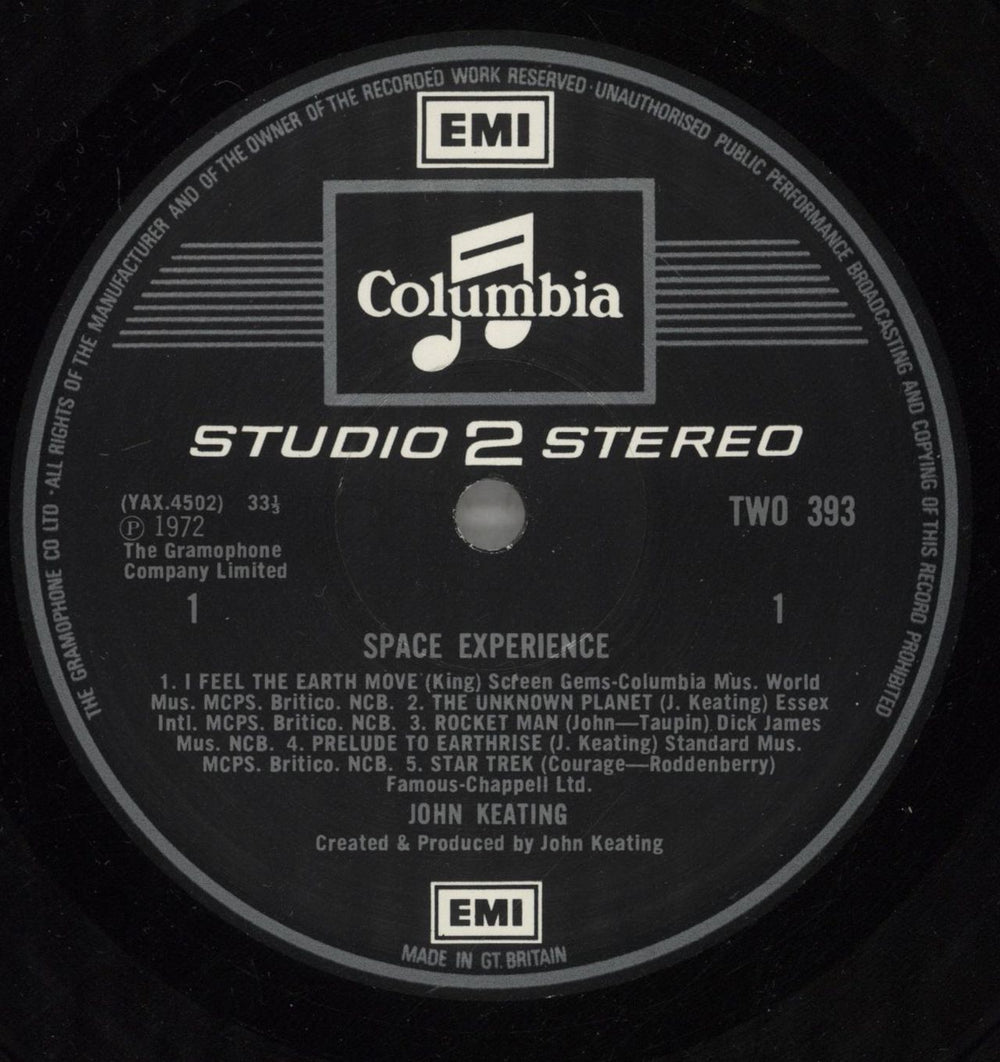 THE GRAMOPHONE CO LTD · ALL RIGHTS OF THE MANUFACTURER AND OF THE OWNER OF THE RECORDED WORK RESERVED · UNAUTHORISED PUBLIC PERFORMANCE BROADCASTING AND COPYING OF THIS RECORD PROHIBITED
EMI
Columbia
STUDIO 2 STEREO
(YAX.4502) 33⅓
Ⓟ 1972
The Gramophone
Company Limited
TWO 393
1
1
SPACE EXPERIENCE
1. I FEEL THE EARTH MOVE (King) Screen Gems-Columbia Mus. World
Mus. MCPS. Britico. NCB. 2. THE UNKNOWN PLANET (J. Keating) Essex
Intl. MCPS. Britico. NCB. 3. ROCKET MAN (John—Taupin) Dick James
Mus. NCB. 4. PRELUDE TO EARTHRISE (J. Keating) Standard Mus.
MCPS. Britico. NCB. 5. STAR TREK (Courage—Roddenberry)
Famous-Chappell Ltd.
JOHN KEATING
Created & Produced by John Keating
EMI
MADE IN GT. BRITAIN